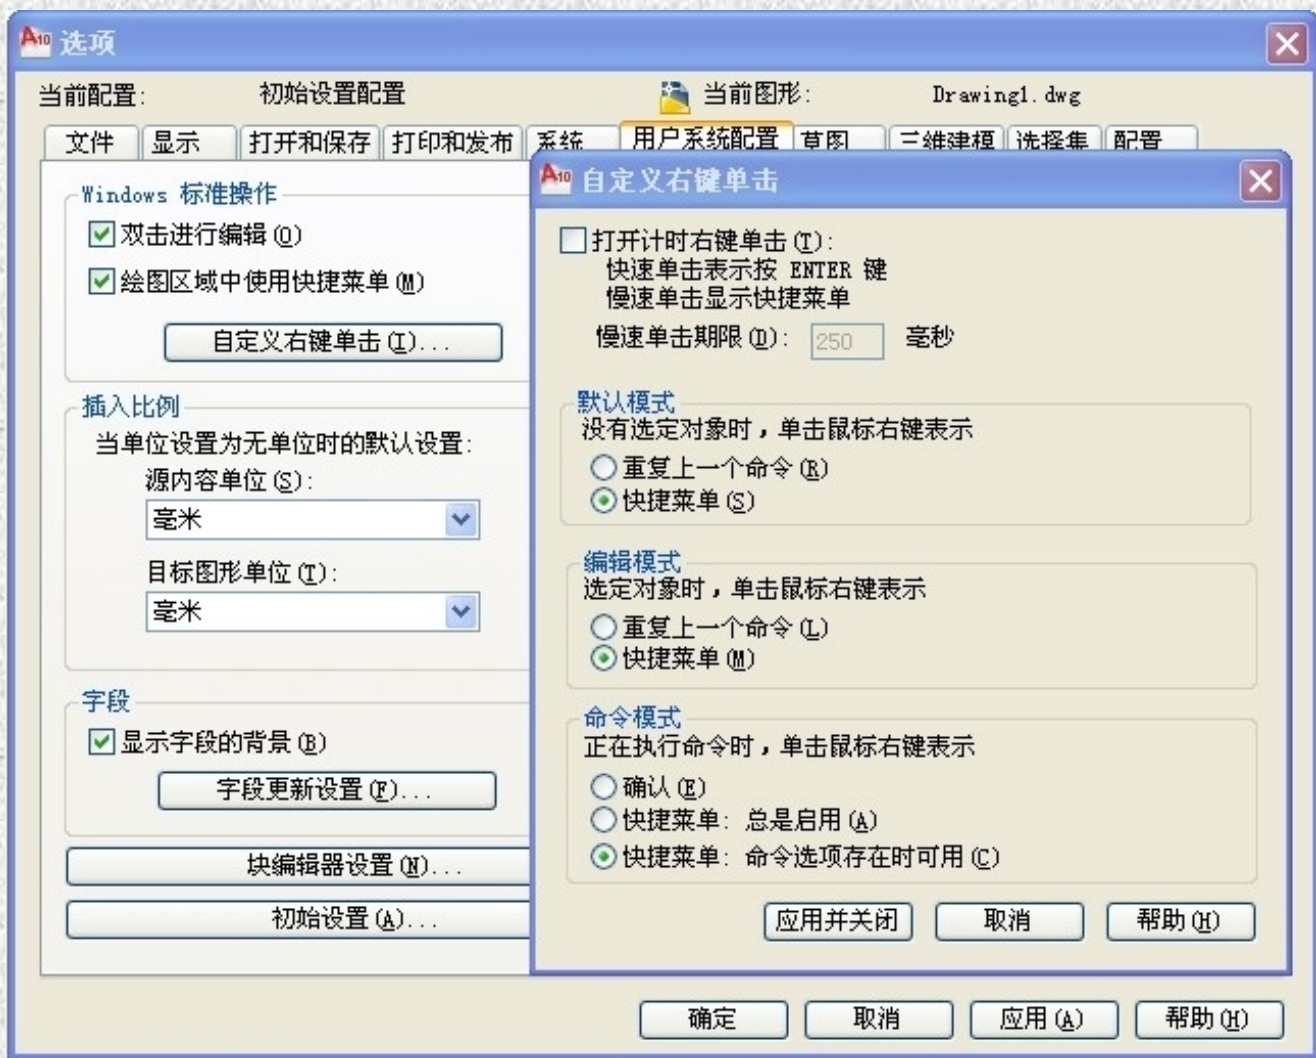 A10 选项
当前配置: 初始设置配置 当前图形: Drawing1.dwg
文件 显示 打开和保存 打印和发布 系统 用户系统配置 草图 三维建模 选择集 配置
Windows 标准操作
双击进行编辑(O)
绘图区域中使用快捷菜单(M)
自定义右键单击(I)...
插入比例
当单位设置为无单位时的默认设置:
源内容单位(S):
毫米
目标图形单位(T):
毫米
字段
显示字段的背景(B)
字段更新设置(F)...
块编辑器设置(N)...
初始设置(A)...
A10 自定义右键单击
打开计时右键单击(T):
快速单击表示按 ENTER 键
慢速单击显示快捷菜单
慢速单击期限(D): 250 毫秒
默认模式
没有选定对象时，单击鼠标右键表示
重复上一个命令(R)
快捷菜单(S)
编辑模式
选定对象时，单击鼠标右键表示
重复上一个命令(L)
快捷菜单(M)
命令模式
正在执行命令时，单击鼠标右键表示
确认(E)
快捷菜单: 总是启用(A)
快捷菜单: 命令选项存在时可用(C)
应用并关闭 取消 帮助(H)
确定 取消 应用(A) 帮助(H)